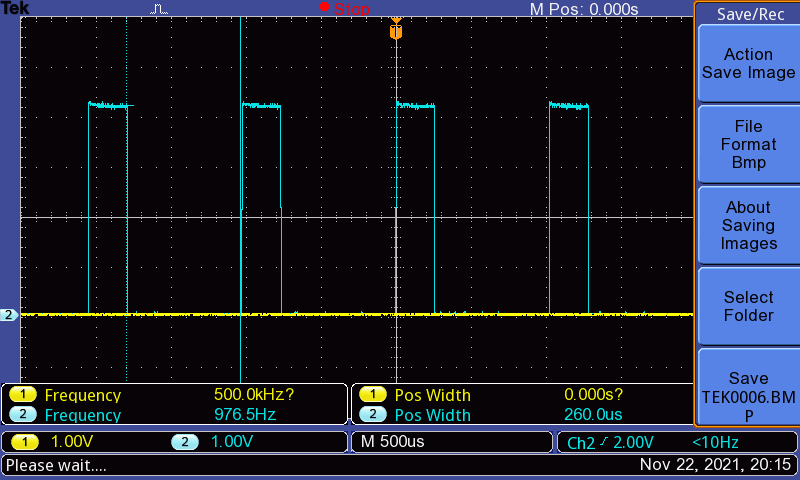 Tek Stop M Pos: 0.000s Save/Rec
T
Action
Save Image
File
Format
Bmp
About
Saving
Images
Select
Folder
Save
TEK0006.BM
P
2
1 Frequency 500.0kHz?
2 Frequency 976.5Hz
1 Pos Width 0.000s?
2 Pos Width 260.0us
1 1.00V 2 1.00V M 500us Ch2 2.00V <10Hz
Please wait.... Nov 22, 2021, 20:15